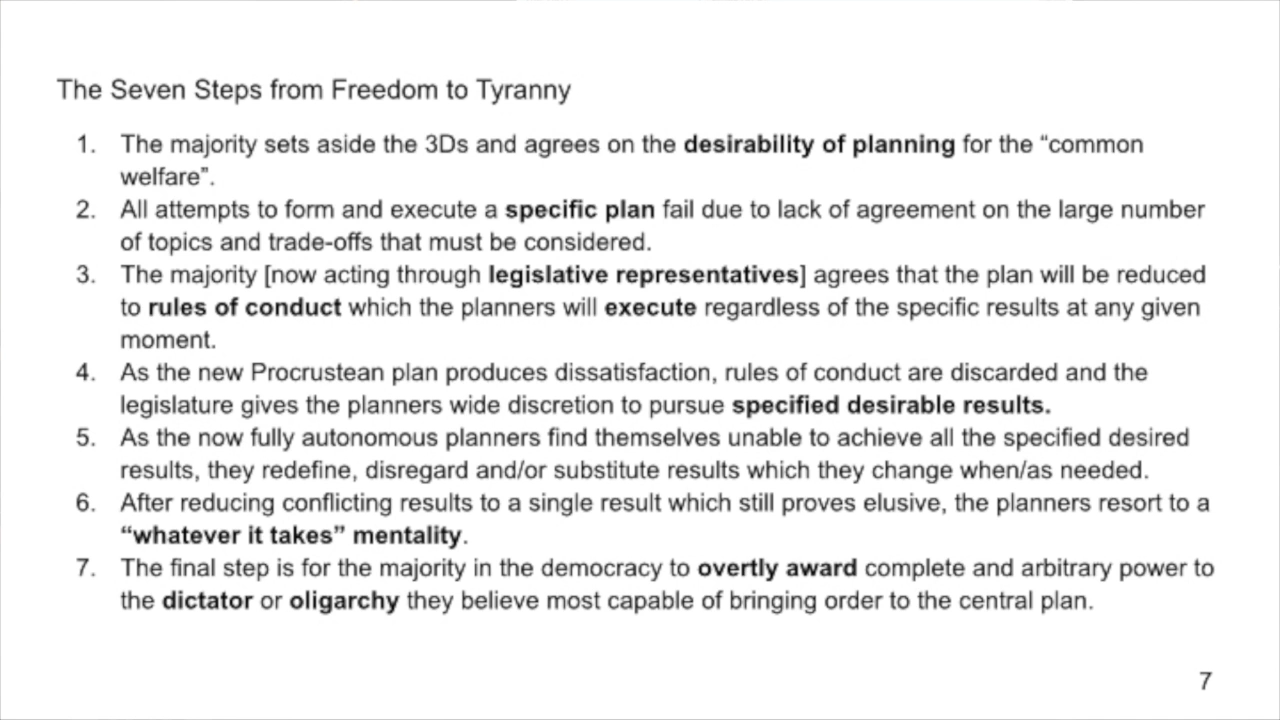 The Seven Steps from Freedom to Tyranny
1. The majority sets aside the 3Ds and agrees on the desirability of planning for the “common
welfare”.
2. All attempts to form and execute a specific plan fail due to lack of agreement on the large number
of topics and trade-offs that must be considered.
3. The majority [now acting through legislative representatives] agrees that the plan will be reduced
to rules of conduct which the planners will execute regardless of the specific results at any given
moment.
4. As the new Procrustean plan produces dissatisfaction, rules of conduct are discarded and the
legislature gives the planners wide discretion to pursue specified desirable results.
5. As the now fully autonomous planners find themselves unable to achieve all the specified desired
results, they redefine, disregard and/or substitute results which they change when/as needed.
6. After reducing conflicting results to a single result which still proves elusive, the planners resort to a
“whatever it takes” mentality.
7. The final step is for the majority in the democracy to overtly award complete and arbitrary power to
the dictator or oligarchy they believe most capable of bringing order to the central plan.
7